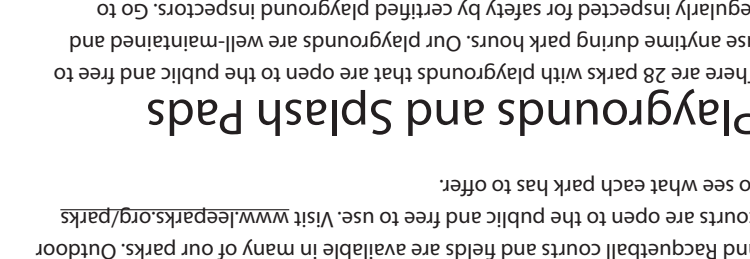 and Racquetball courts and fields are available in many of our parks. Outdoor
courts are open to the public and free to use. Visit www.leeparks.org/parks
to see what each park has to offer.
Playgrounds and Splash Pads
There are 28 parks with playgrounds that are open to the public and free to
use anytime during park hours. Our playgrounds are well-maintained and
regularly inspected for safety by certified playground inspectors. Go to